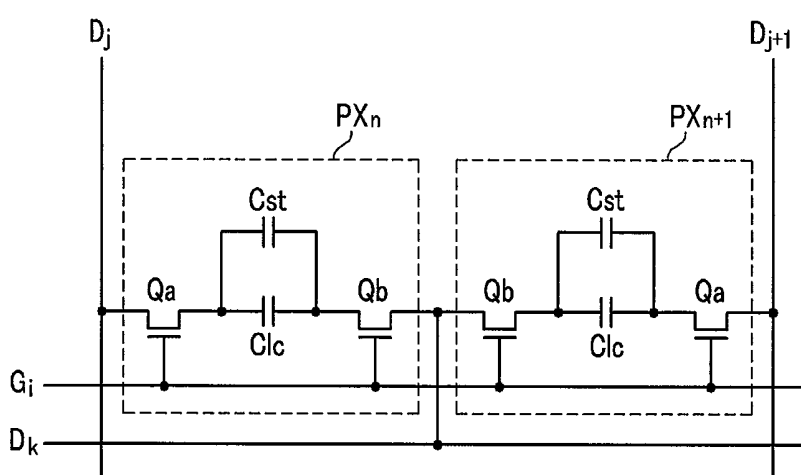 Dj Dj+1
PXn PXn+1
Cst Cst
Qa Qb Qb Qa
Clc Clc
Gi
Dk